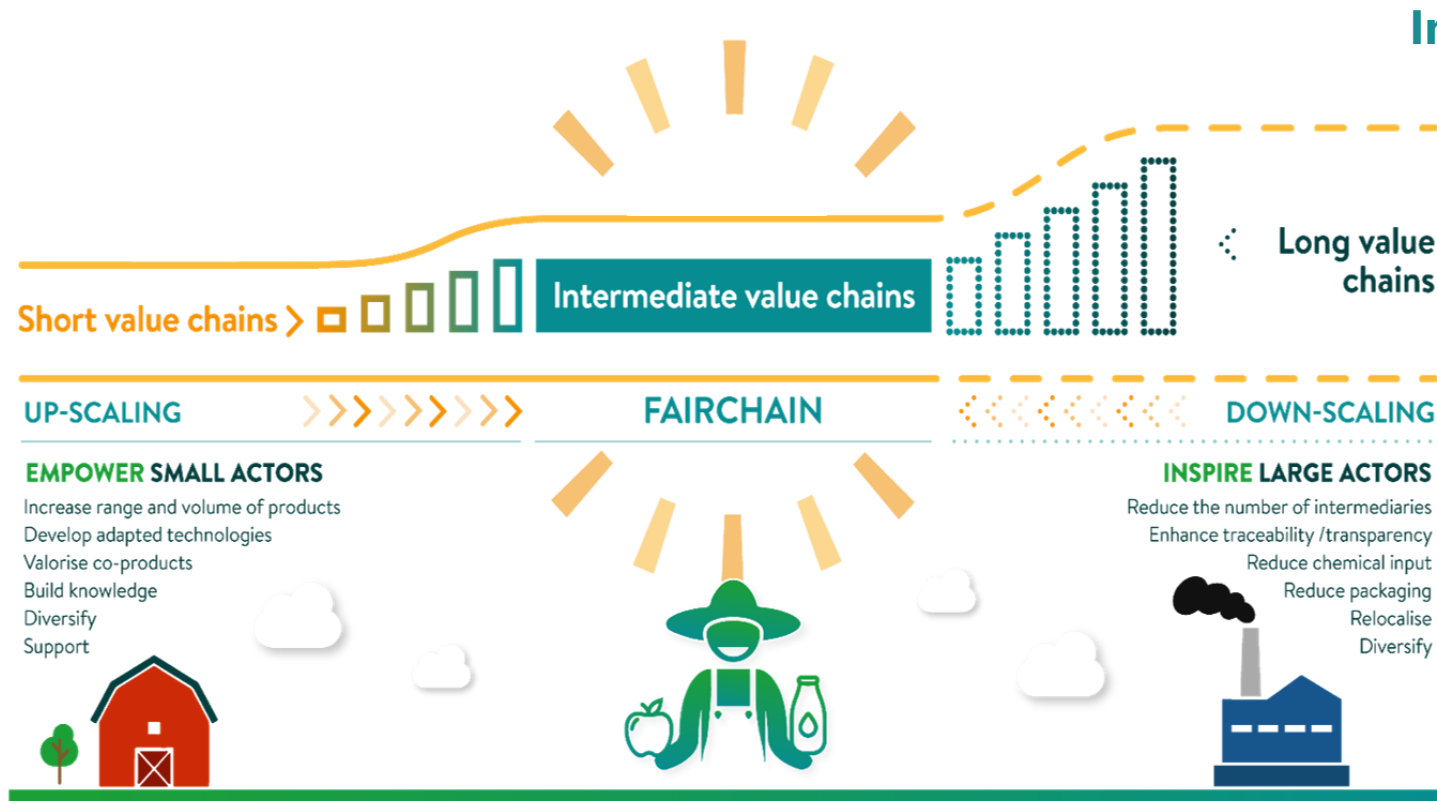 Short value chains
Intermediate value chains
Long value
chains
UP-SCALING
FAIRCHAIN
DOWN-SCALING
EMPOWER SMALL ACTORS
Increase range and volume of products
Develop adapted technologies
Valorise co-products
Build knowledge
Diversify
Support
INSPIRE LARGE ACTORS
Reduce the number of intermediaries
Enhance traceability /transparency
Reduce chemical input
Reduce packaging
Relocalise
Diversify